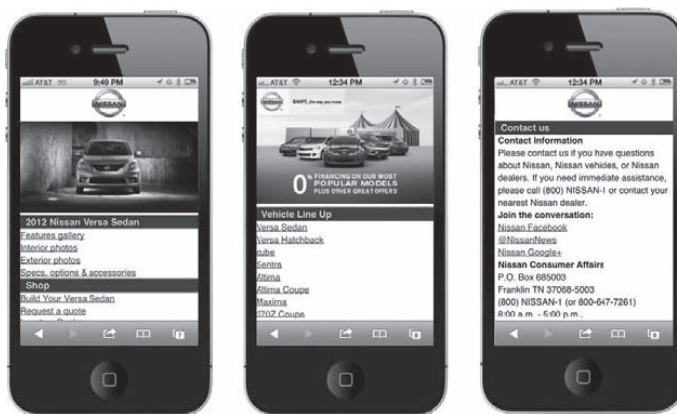 AT&T 3G 9:49 PM
NISSAN
2012 Nissan Versa Sedan
Features gallery
Interior photos
Exterior photos
Specs, options & accessories
Shop
Build Your Versa Sedan
Request a quote
7
AT&T 12:34 PM
NISSAN SHIFT_the way you move
0% FINANCING ON OUR MOST
POPULAR MODELS
PLUS OTHER GREAT OFFERS
Vehicle Line Up
Versa Sedan
Versa Hatchback
cube
Sentra
Altima
Altima Coupe
Maxima
370Z Coupe
AT&T 12:34 PM
NISSAN
Contact us
Contact Information
Please contact us if you have questions
about Nissan, Nissan vehicles, or Nissan
dealers. If you need immediate assistance,
please call (800) NISSAN-1 or contact your
nearest Nissan dealer.
Join the conversation:
Nissan Facebook
@NissanNews
Nissan Google+
Nissan Consumer Affairs
P.O. Box 685003
Franklin TN 37068-5003
(800) NISSAN-1 (or 800-647-7261)
8:00 a.m. - 5:00 p.m.,